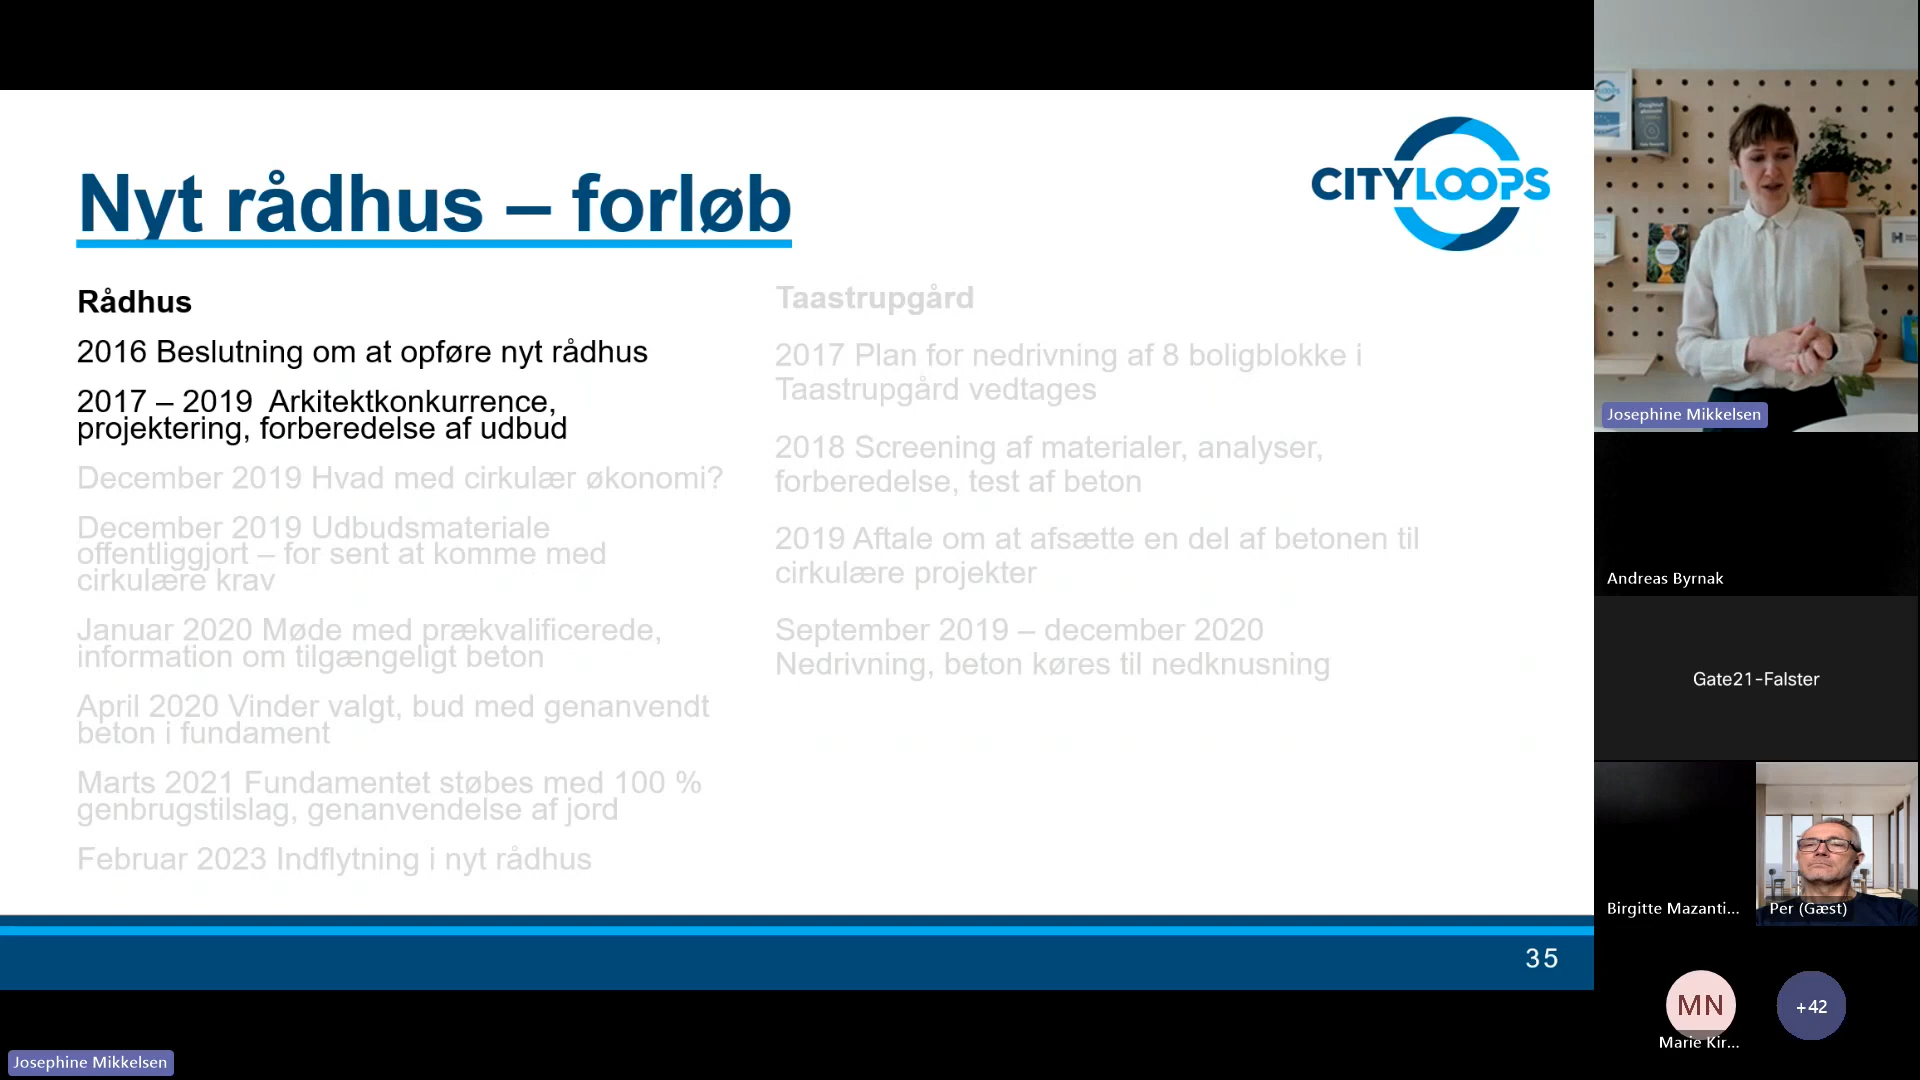 Nyt rådhus – forløb
CITYLOOPS
Rådhus
2016 Beslutning om at opføre nyt rådhus
2017 – 2019  Arkitektkonkurrence,
projektering, forberedelse af udbud
December 2019 Hvad med cirkulær økonomi?
December 2019 Udbudsmateriale
offentliggjort – for sent at komme med
cirkulære krav
Januar 2020 Møde med prækvalificerede,
information om tilgængeligt beton
April 2020 Vinder valgt, bud med genanvendt
beton i fundament
Marts 2021 Fundamentet støbes med 100 %
genbrugstilslag, genanvendelse af jord
Februar 2023 Indflytning i nyt rådhus
Taastrupgård
2017 Plan for nedrivning af 8 boligblokke i
Taastrupgård vedtages
2018 Screening af materialer, analyser,
forberedelse, test af beton
2019 Aftale om at afsætte en del af betonen til
cirkulære projekter
September 2019 – december 2020
Nedrivning, beton køres til nedknusning
35
Josephine Mikkelsen
Josephine Mikkelsen
Andreas Byrnak
Gate21-Falster
Birgitte Mazanti...
Per (Gæst)
MN
Marie Kir...
+42